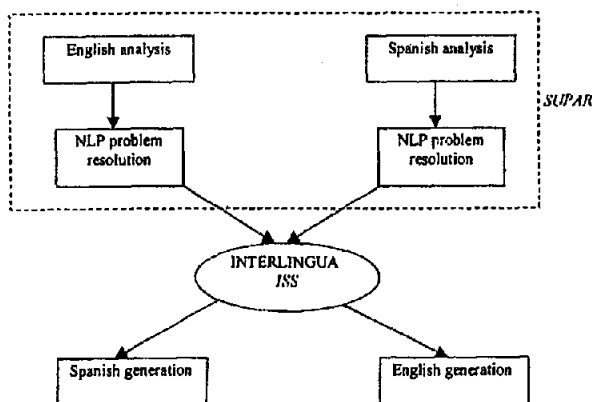 English analysis
Spanish analysis
SUPAR
NLP problem
resolution
NLP problem
resolution
INTERLINGUA
ISS
Spanish generation
English generation